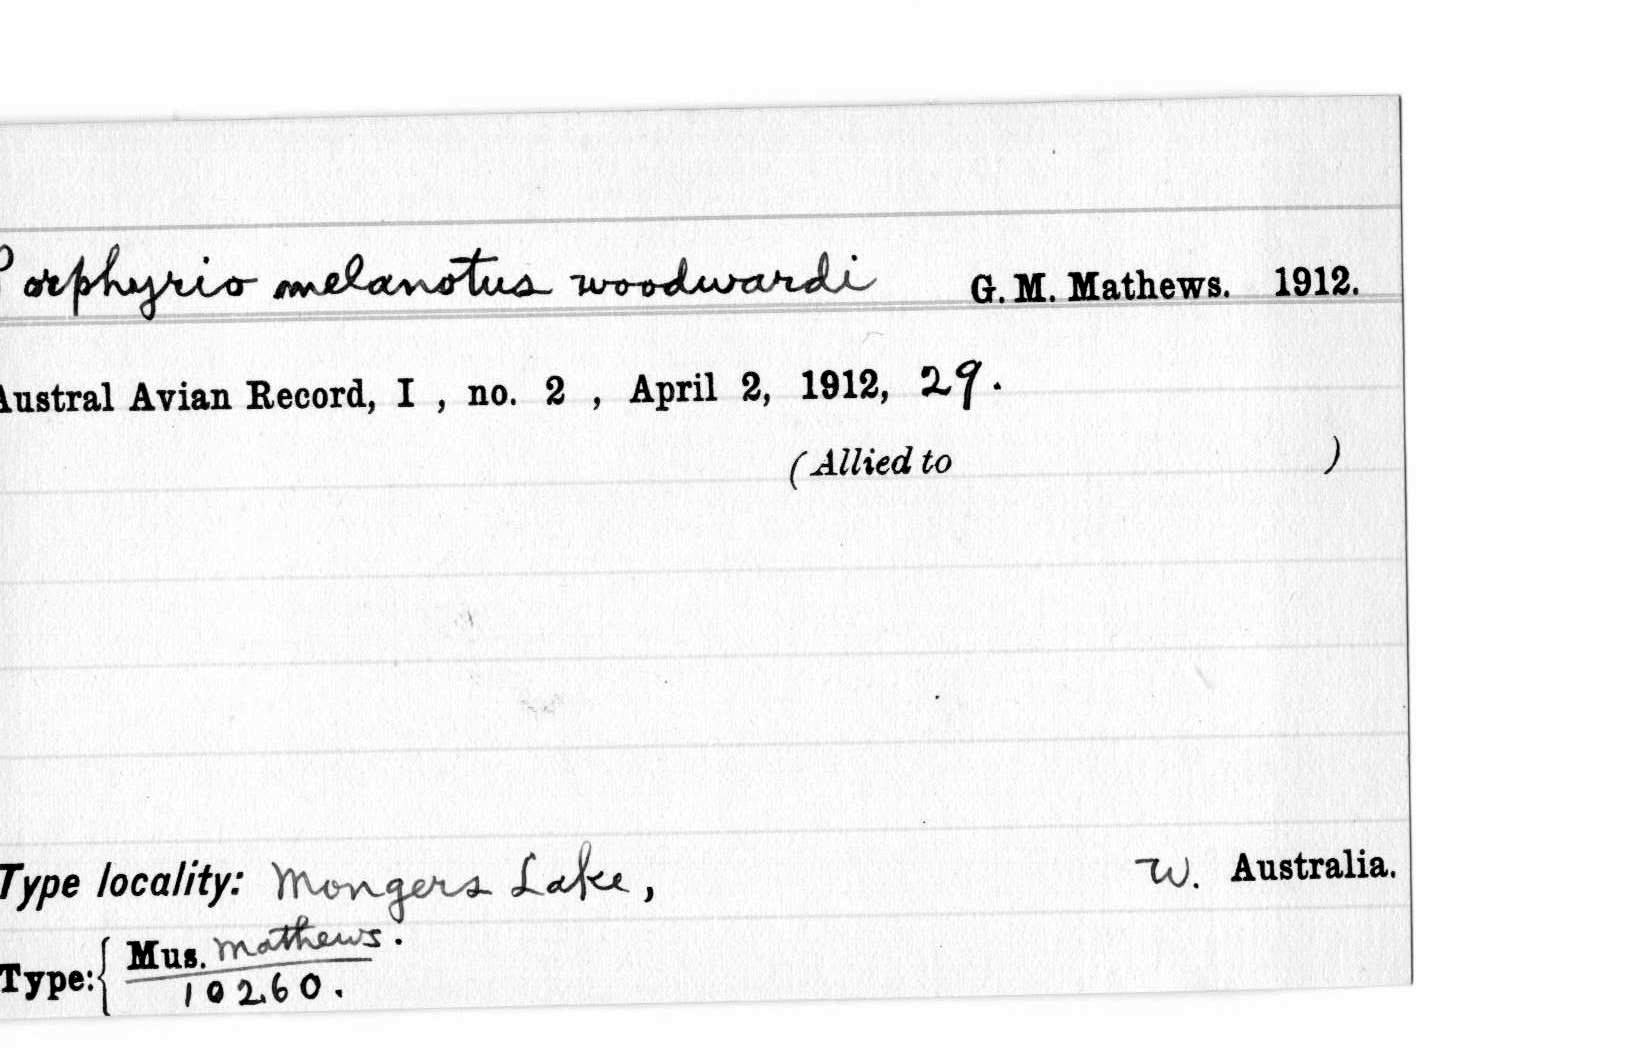 Porphyrio melanotus woodwardi G. M. Mathews. 1912.
Austral Avian Record, I , no. 2 , April 2, 1912, 29.
(Allied to )
Type locality: Mongers Lake, W. Australia.
Type: { Mus. Mathews.
10260.